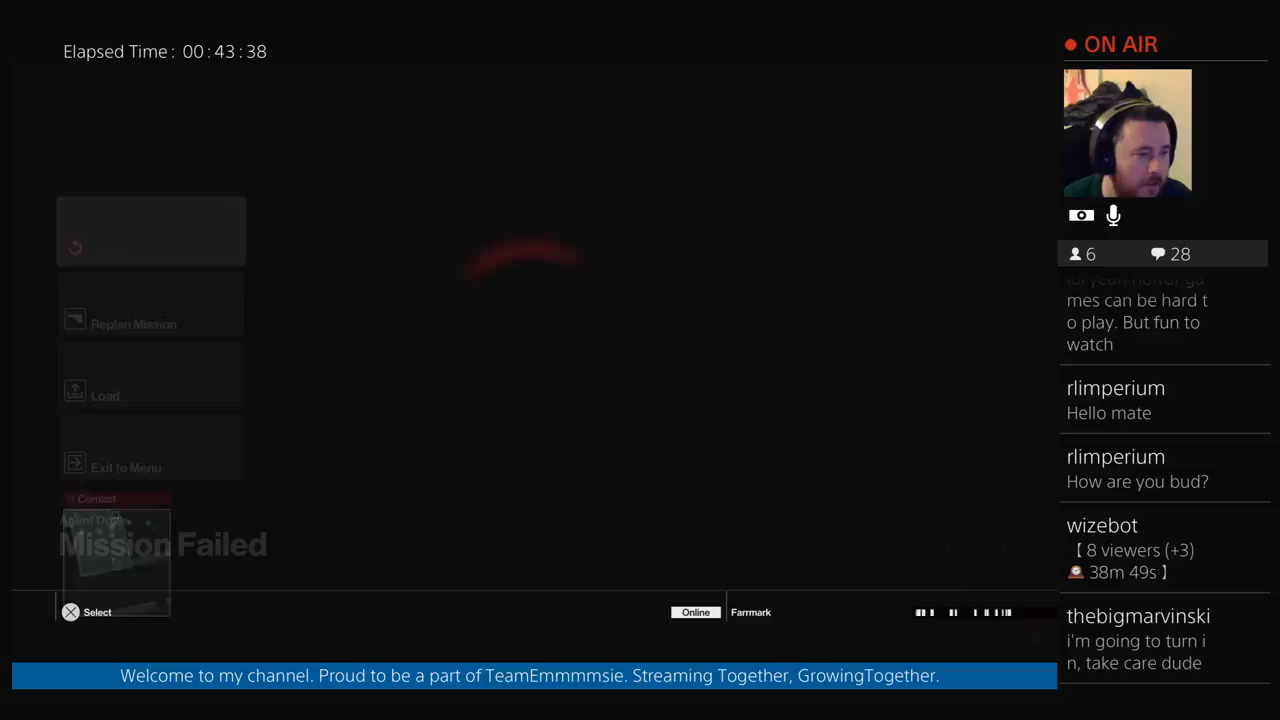 Elapsed Time : 00 : 43 : 38
ON AIR
6
28
mes can be hard t
o play. But fun to
watch
rlimperium
Hello mate
rlimperium
How are you bud?
wizebot
【 8 viewers (+3)
38m 49s 】
thebigmarvinski
i'm going to turn i
n, take care dude
Replan Mission
Load
Exit to Menu
Mission Failed
Select
Online
Farrmark
Welcome to my channel. Proud to be a part of TeamEmmmmsie. Streaming Together, GrowingTogether.